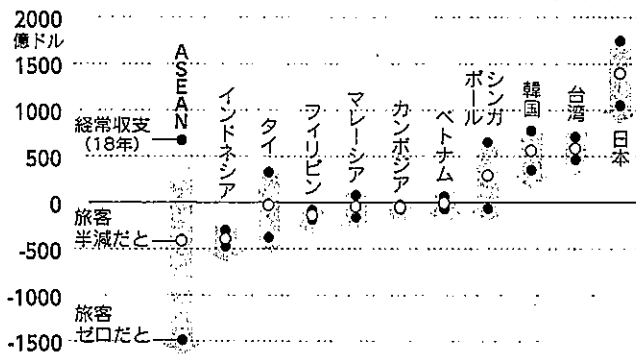 2000
億ドル
1500
1000
500
0
-500
-1000
-1500
経常収支
(18年)
旅客
半減だと
旅客
ゼロだと
ASEAN
インドネシア
タイ
フィリピン
マレーシア
カンボジア
ベトナム
シンガ
ポール
韓国
台湾
日本